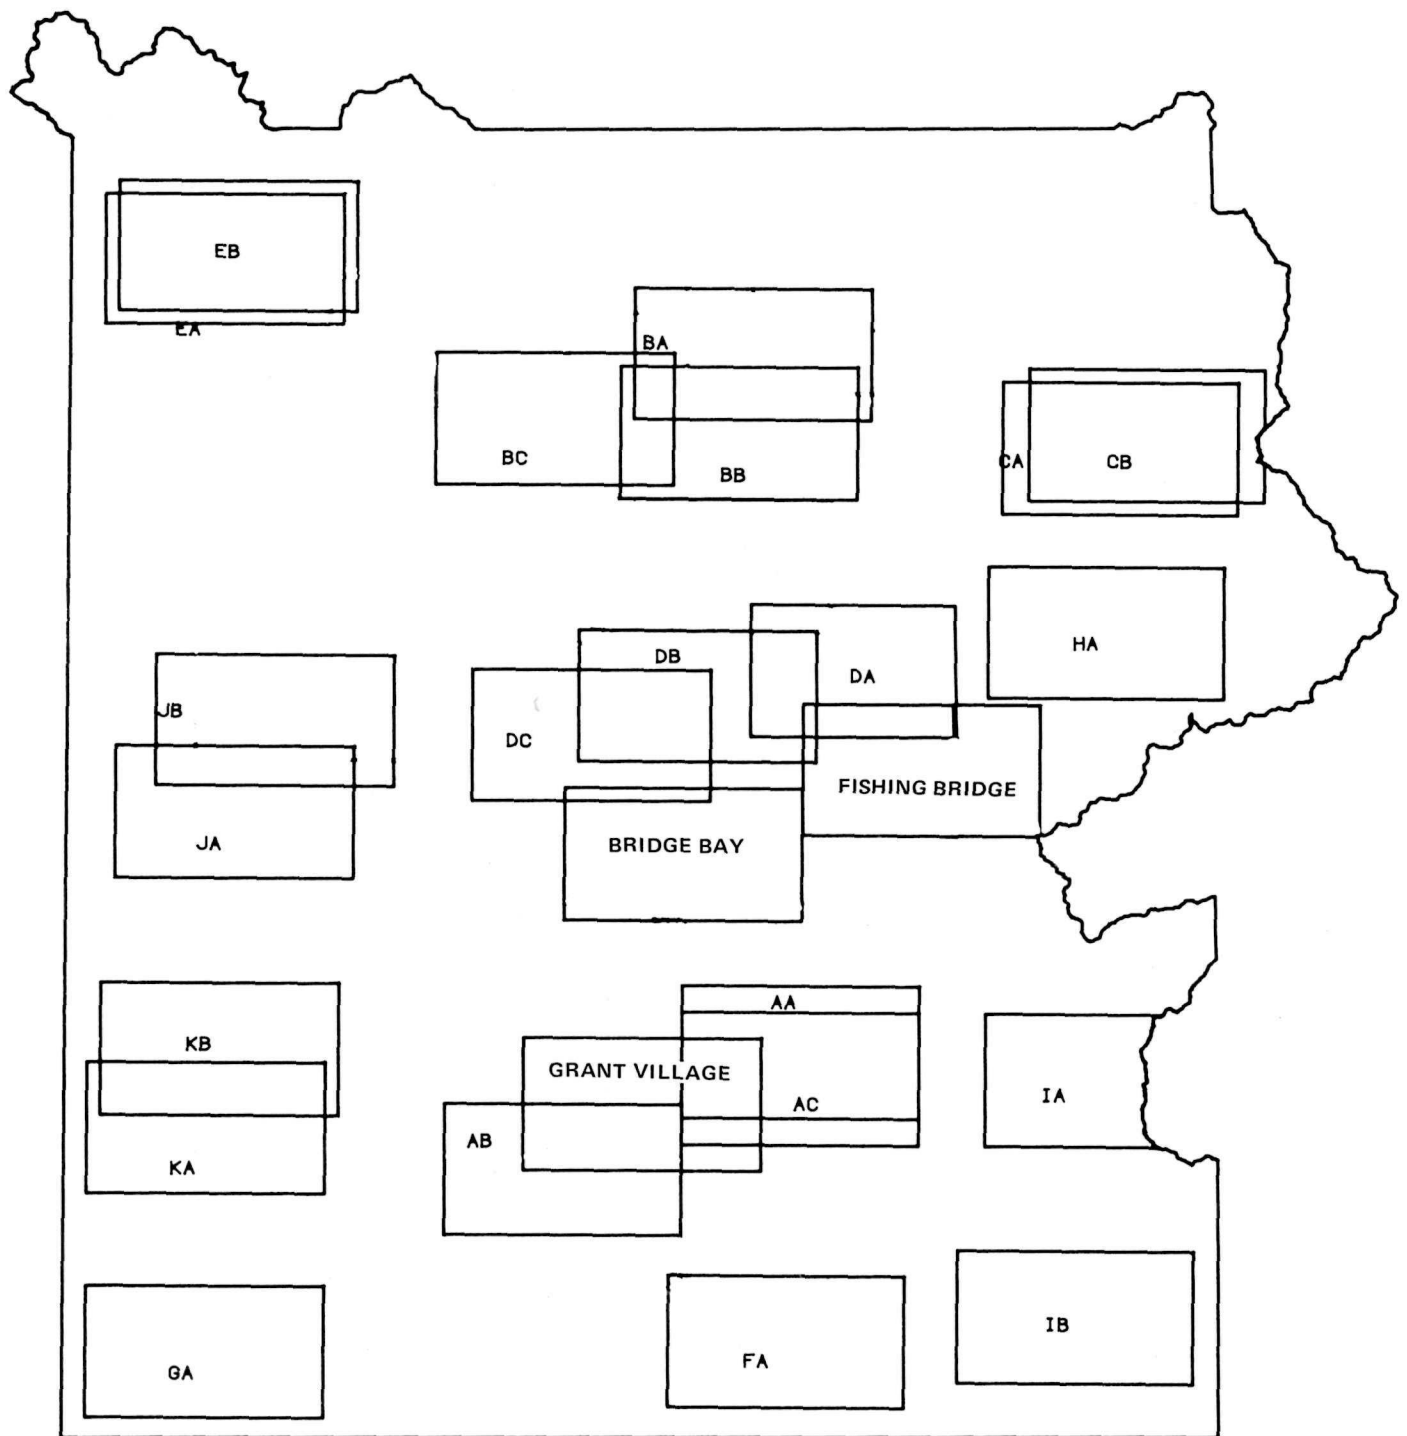 EB
EA
BA
BC
BB
CA
CB
HA
DB
DA
JB
DC
FISHING BRIDGE
JA
BRIDGE BAY
AA
KB
GRANT VILLAGE
IA
AC
AB
KA
IB
FA
GA